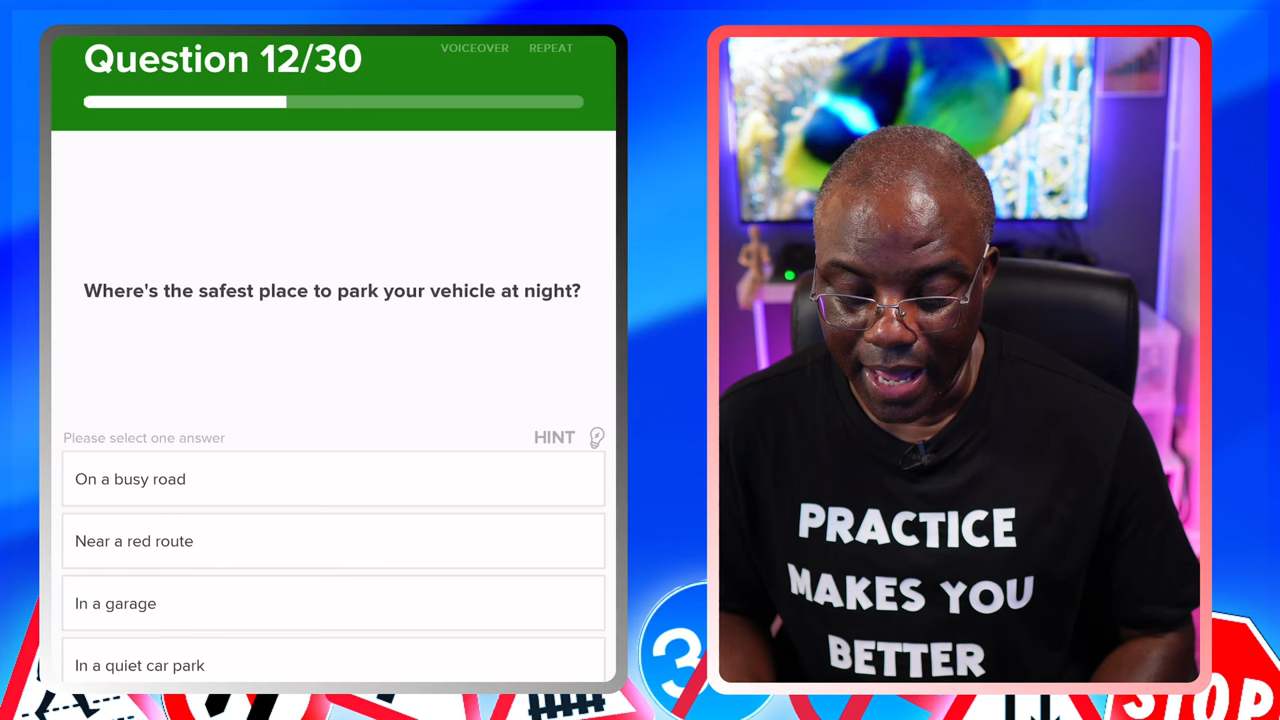 Question 12/30
VOICEOVER REPEAT
Where's the safest place to park your vehicle at night?
Please select one answer
HINT
On a busy road
Near a red route
In a garage
In a quiet car park
PRACTICE
MAKES YOU
BETTER
3
STOP